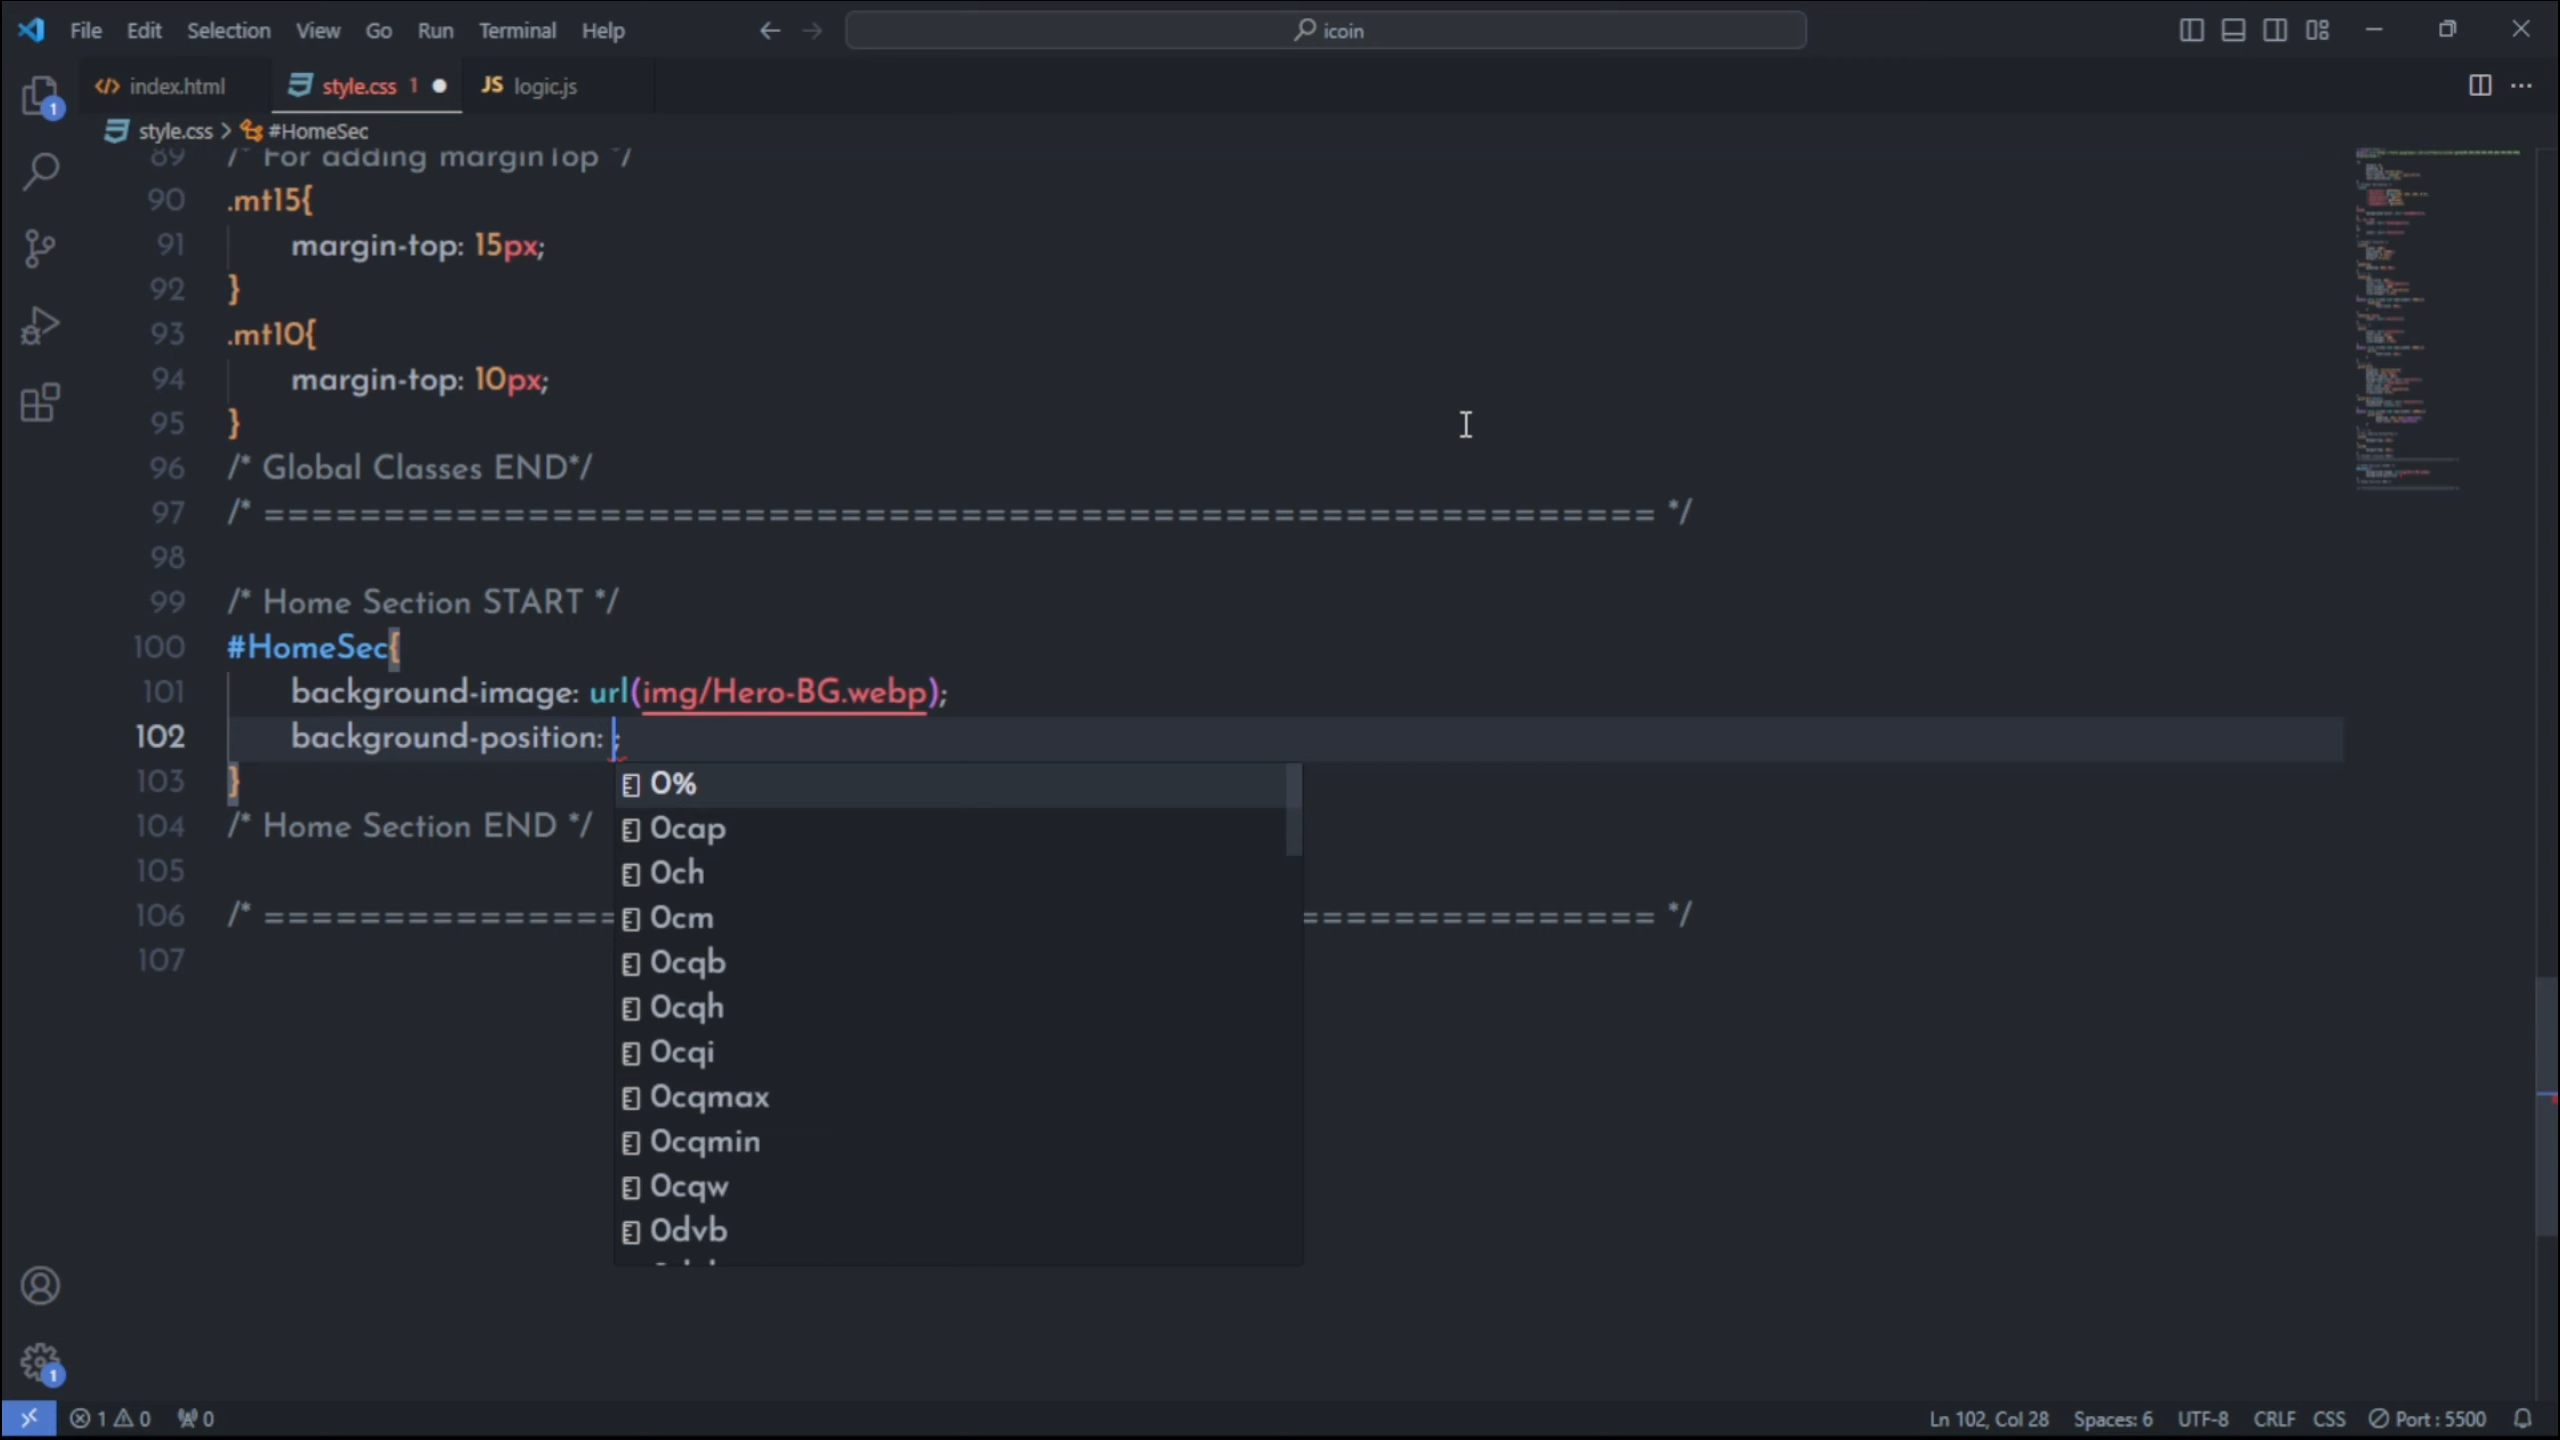 File Edit Selection View Go Run Terminal Help icoin
1
index.html style.css 1 JS logic.js
style.css > #HomeSec
89 /* For adding marginTop */
90 .mt15{
91 margin-top: 15px;
92 }
93 .mt10{
94 margin-top: 10px;
95 }
96 /* Global Classes END*/
97 /* ========================================================== */
98
99 /* Home Section START */
100 #HomeSec{
101 background-image: url(img/Hero-BG.webp);
102 background-position: ;
103 }
0%
104 /* Home Section END */
0cap
105
0ch
106 /* =============== =============== */
0cm
107
0cqb
0cqh
0cqi
0cqmax
0cqmin
0cqw
0dvb
1
1 0 0 Ln 102, Col 28 Spaces: 6 UTF-8 CRLF CSS Port : 5500